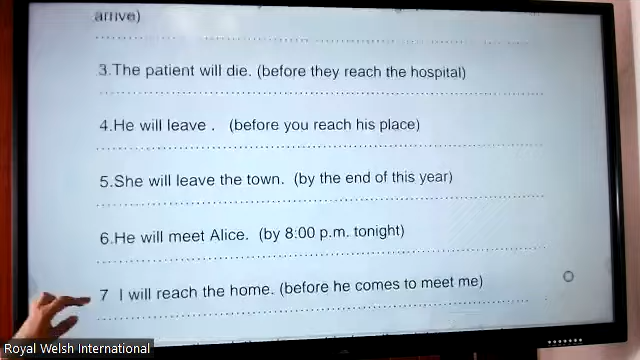 arrive)
3.The patient will die. (before they reach the hospital)
4.He will leave . (before you reach his place)
5.She will leave the town. (by the end of this year)
6.He will meet Alice. (by 8:00 p.m. tonight)
7 I will reach the home. (before he comes to meet me)
Royal Welsh International